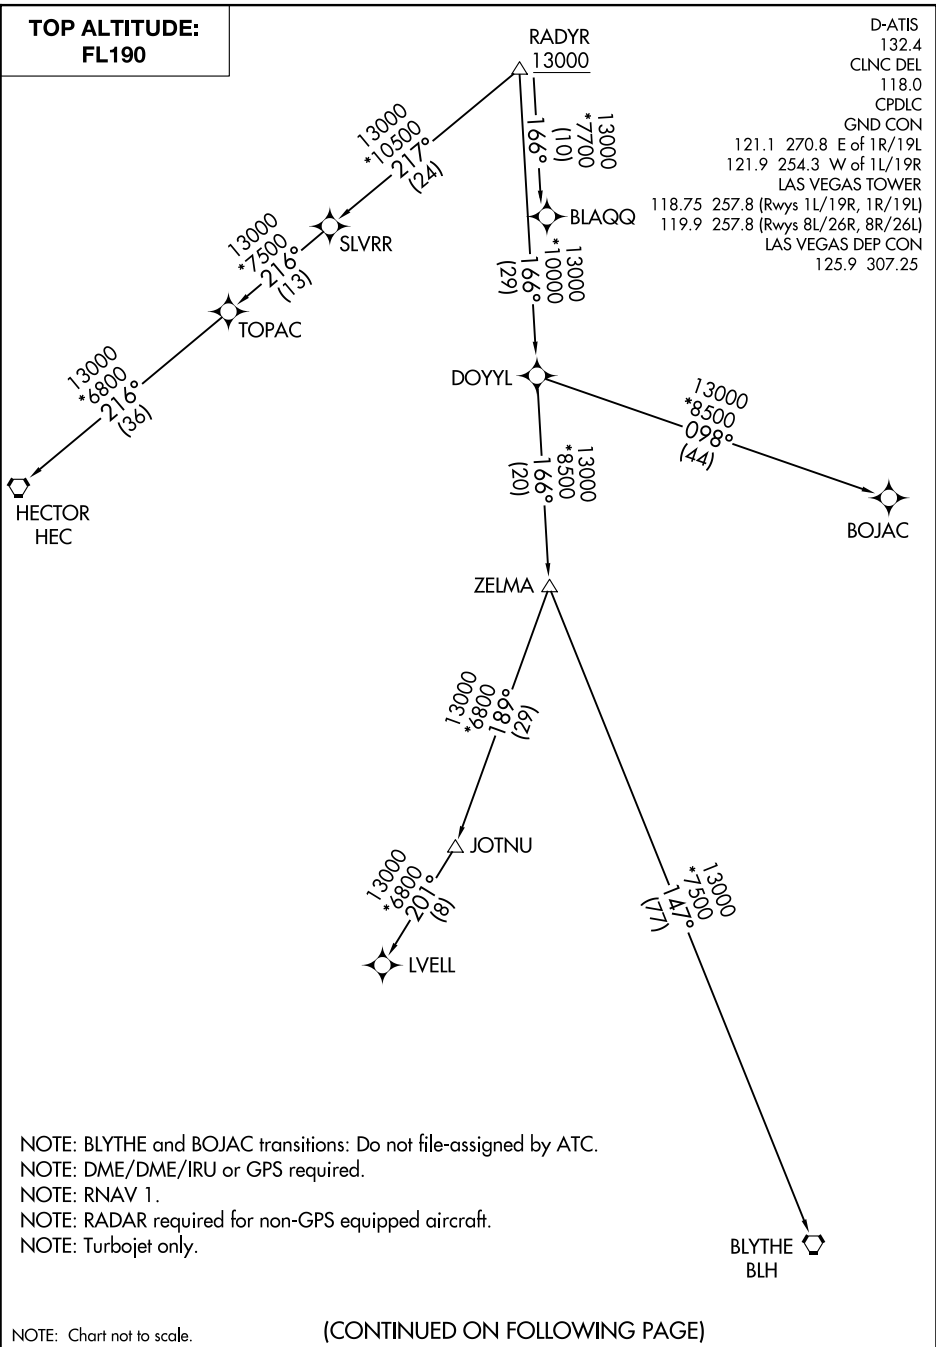 TOP ALTITUDE:
FL190
RADYR
13000
D-ATIS
132.4
CLNC DEL
118.0
CPDLC
GND CON
121.1 270.8 E of 1R/19L
121.9 254.3 W of 1L/19R
LAS VEGAS TOWER
118.75 257.8 (Rwys 1L/19R, 1R/19L)
119.9 257.8 (Rwys 8L/26R, 8R/26L)
LAS VEGAS DEP CON
125.9 307.25
13000
*10500
217°
(24)
13000
*7700
166°
(10)
BLAQQ
SLVRR
13000
*7500
216°
(13)
13000
*10000
166°
(29)
TOPAC
13000
*6800
216°
(36)
DOYYL
13000
*8500
098°
(44)
HECTOR
HEC
13000
*8500
166°
(20)
BOJAC
ZELMA
13000
*6800
189°
(29)
JOTNU
13000
*6800
201°
(8)
LVELL
13000
*7500
147°
(77)
NOTE: BLYTHE and BOJAC transitions: Do not file-assigned by ATC.
NOTE: DME/DME/IRU or GPS required.
NOTE: RNAV 1.
NOTE: RADAR required for non-GPS equipped aircraft.
NOTE: Turbojet only.
BLYTHE
BLH
NOTE: Chart not to scale.
(CONTINUED ON FOLLOWING PAGE)